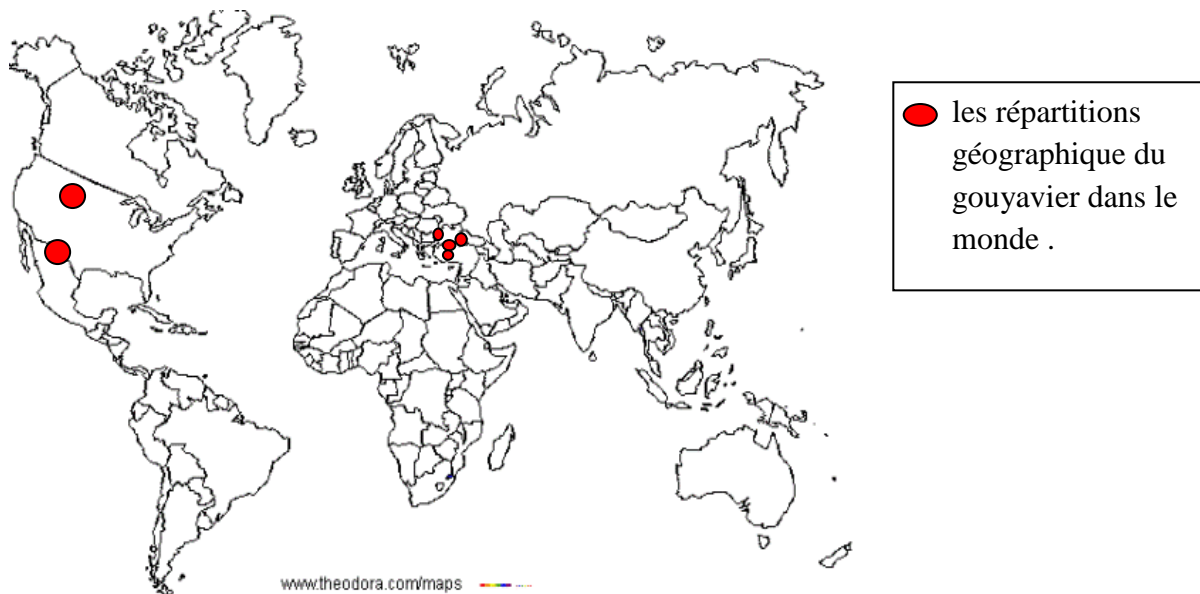 les répartitions
géographique du
gouyavier dans le
monde .
www.theodora.com/maps